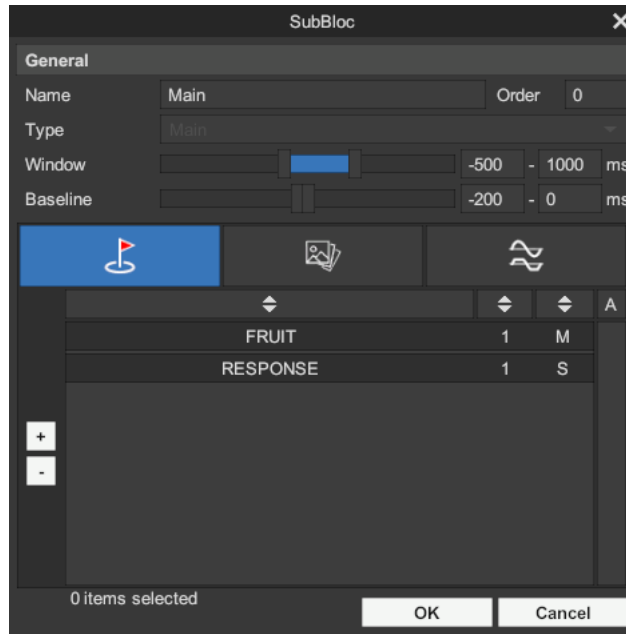 SubBloc
General
Name Main Order 0
Type Main
Window -500 - 1000 ms
Baseline -200 - 0 ms
A
FRUIT 1 M
RESPONSE 1 S
+
-
0 items selected
OK Cancel